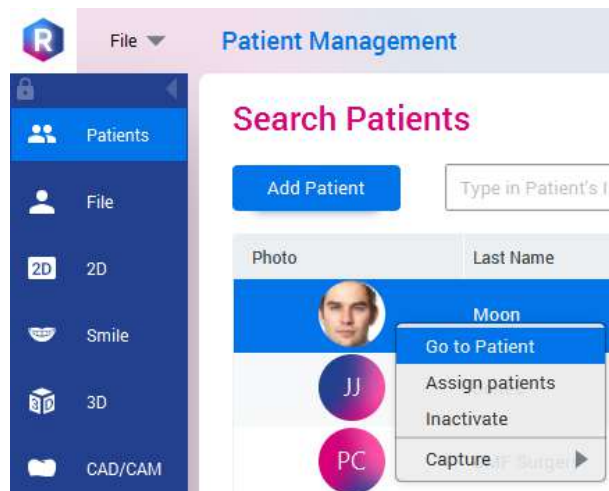 R
File
Patient Management
Patients
File
2D 2D
Smile
3D 3D
CAD/CAM
Search Patients
Add Patient
Type in Patient's
Photo Last Name
Moon
JJ
PC
Go to Patient
Assign patients
Inactivate
Capture